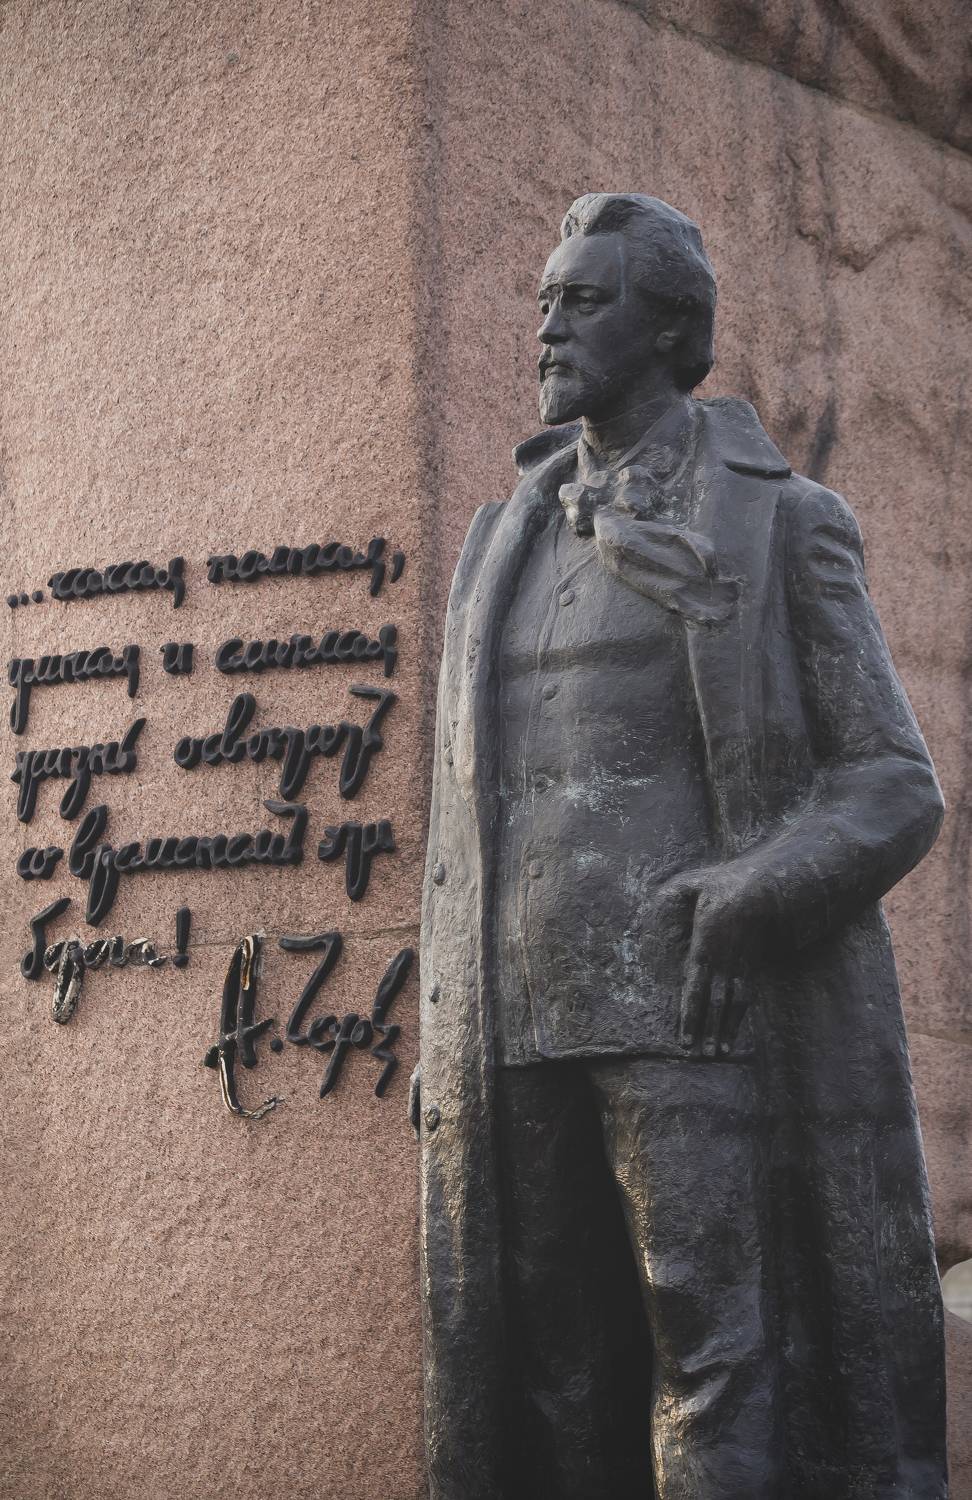 ...какая полная,
умная и смелая
жизнь осветит
со временем эти
берега!
А. Чехов